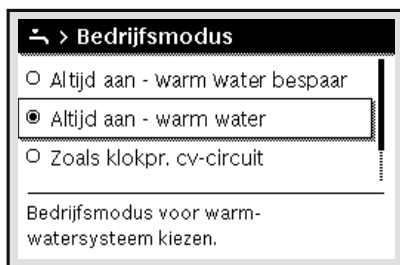 > Bedrijfsmodus
Altijd aan - warm water bespaar
Altijd aan - warm water
Zoals klokpr. cv-circuit
Bedrijfsmodus voor warm-
watersysteem kiezen.